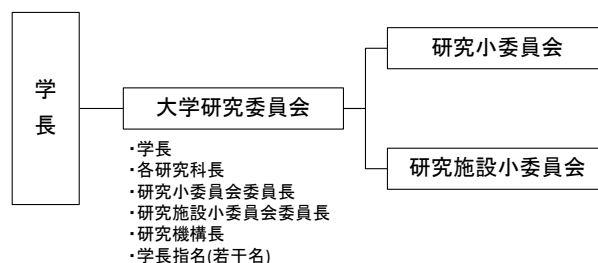 学長
大学研究委員会
・学長
・各研究科長
・研究小委員会委員長
・研究施設小委員会委員長
・研究機構長
・学長指名(若干名)
研究小委員会
研究施設小委員会